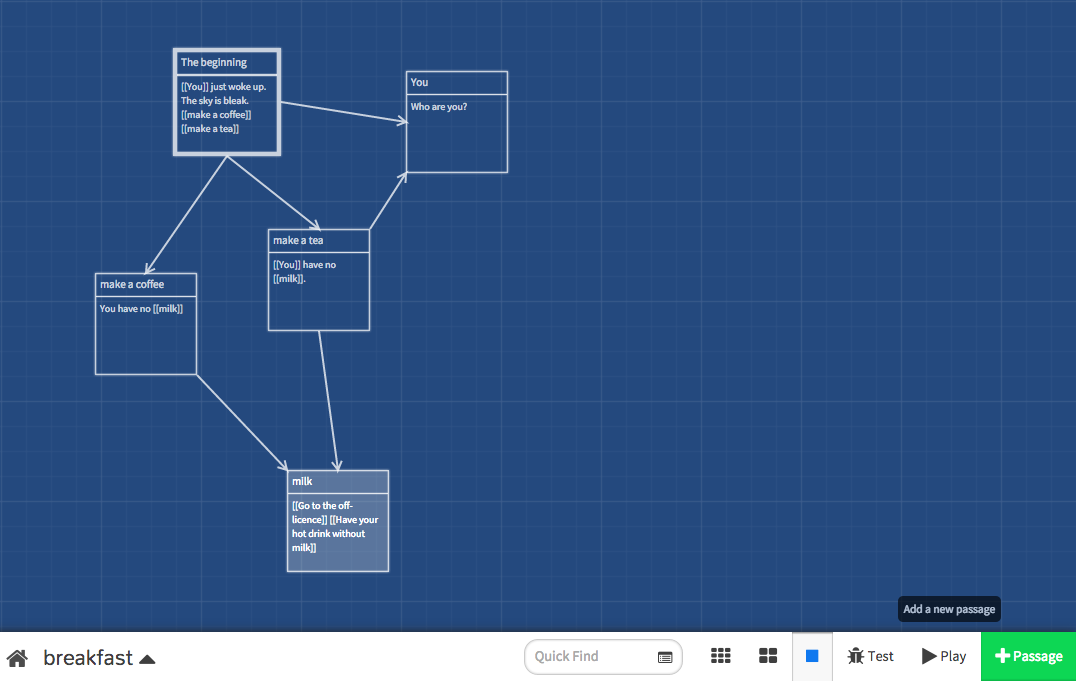 The beginning
[[You]] just woke up.
The sky is bleak.
[[make a coffee]]
[[make a tea]]
You
Who are you?
make a tea
[[You]] have no
[[milk]].
make a coffee
You have no [[milk]]
milk
[[Go to the off-
licence]] [[Have your
hot drink without
milk]]
Add a new passage
breakfast
Quick Find
Test
Play
Passage